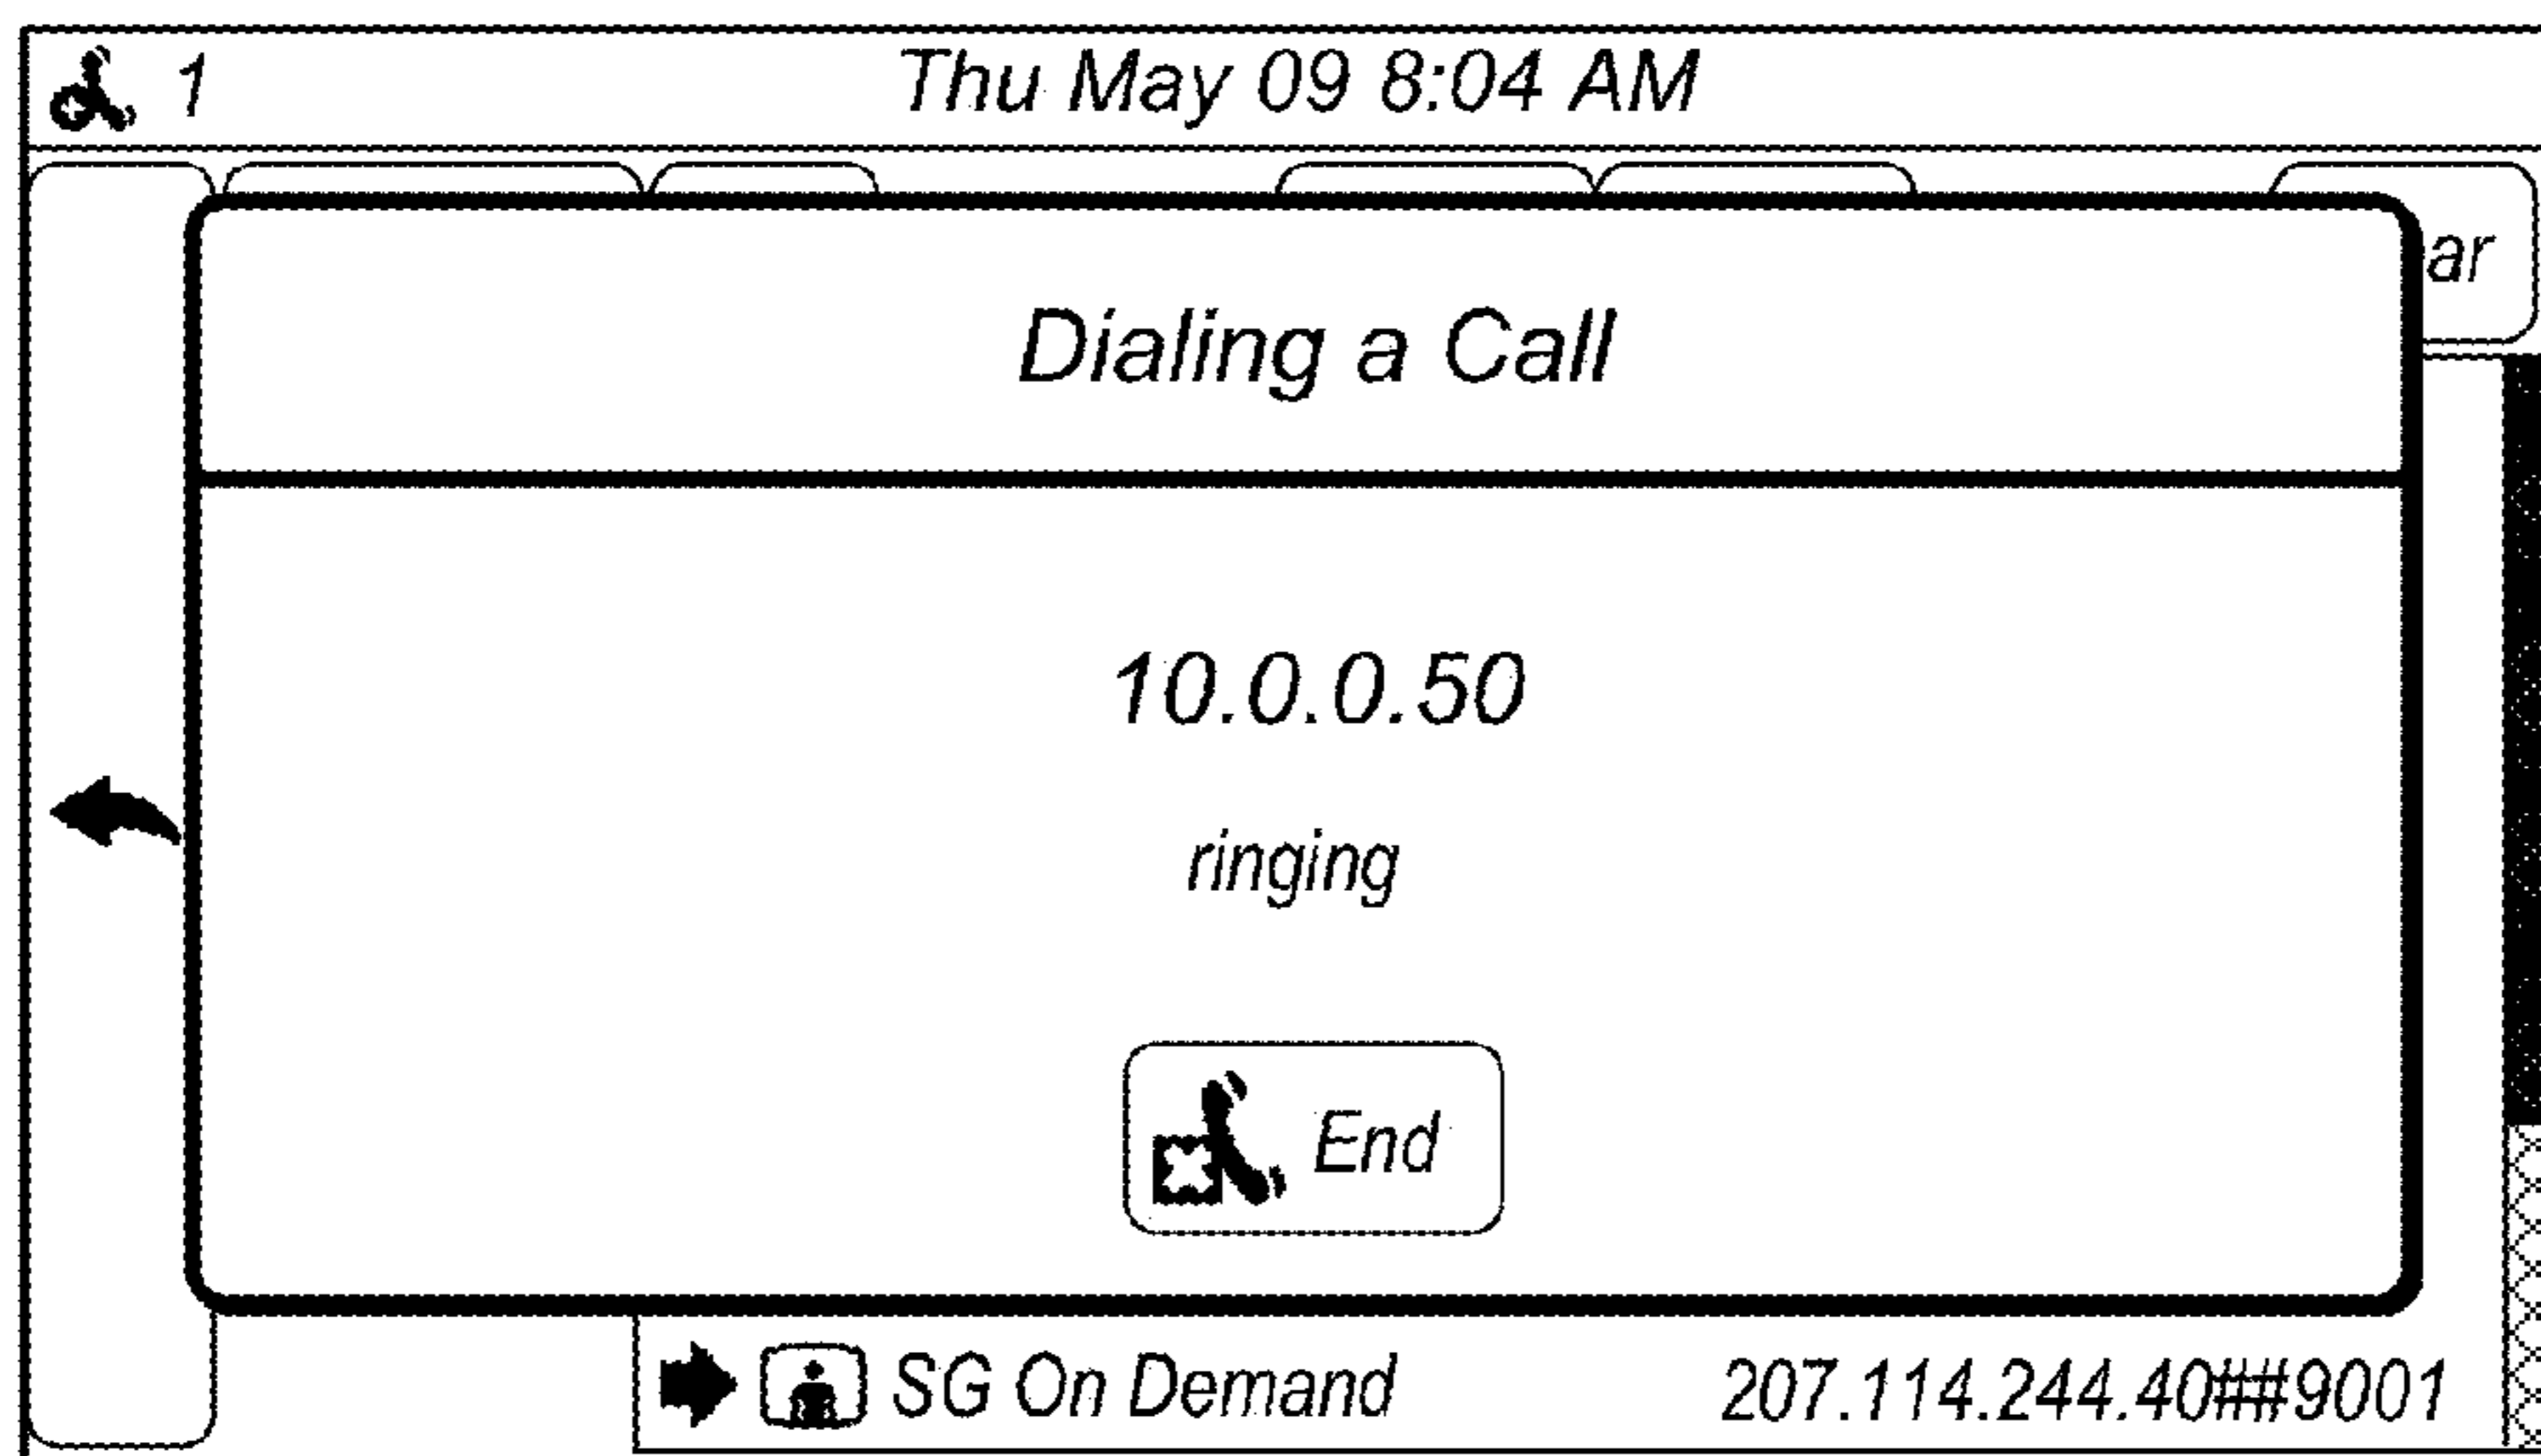 1 Thu May 09 8:04 AM
ar
Dialing a Call
10.0.0.50
ringing
End
SG On Demand 207.114.244.40##9001